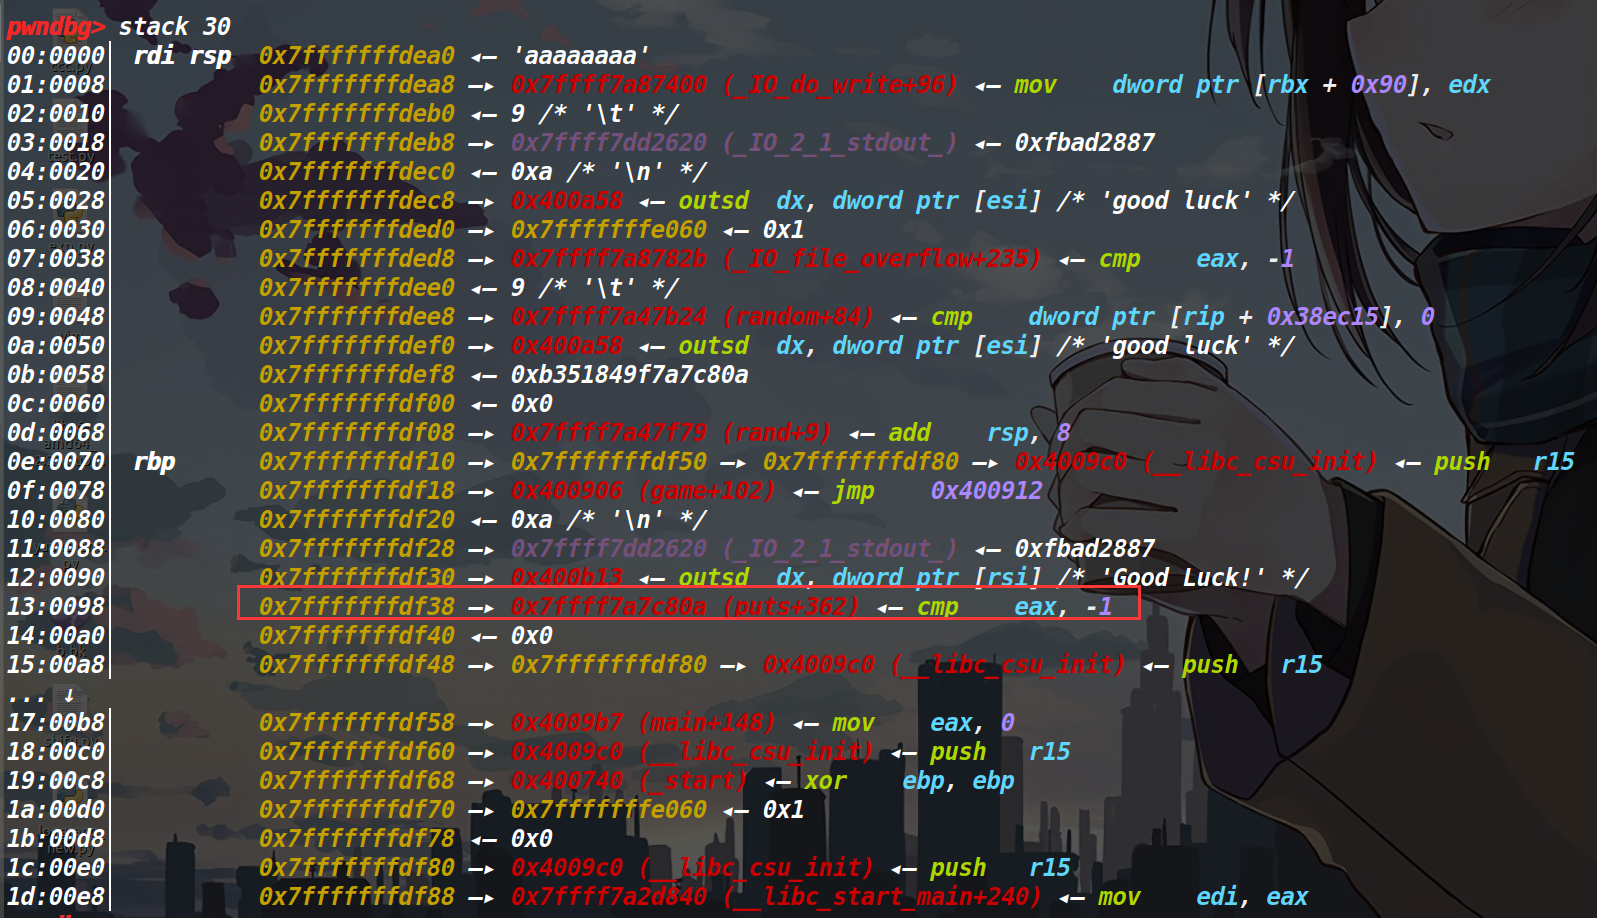 pwndbg> stack 30
00:0000│ rdi rsp 0x7fffffffdea0 ◂— 'aaaaaaaa'
01:0008│ 0x7fffffffdea8 —▸ 0x7ffff7a87400 (_IO_do_write+96) ◂— mov dword ptr [rbx + 0x90], edx
02:0010│ 0x7fffffffdeb0 ◂— 9 /* '\t' */
03:0018│ 0x7fffffffdeb8 —▸ 0x7ffff7dd2620 (_IO_2_1_stdout_) ◂— 0xfbad2887
04:0020│ 0x7fffffffdec0 ◂— 0xa /* '\n' */
05:0028│ 0x7fffffffdec8 —▸ 0x400a58 ◂— outsd dx, dword ptr [esi] /* 'good luck' */
06:0030│ 0x7fffffffded0 —▸ 0x7fffffffe060 ◂— 0x1
07:0038│ 0x7fffffffded8 —▸ 0x7ffff7a8782b (_IO_file_overflow+235) ◂— cmp eax, -1
08:0040│ 0x7fffffffdee0 ◂— 9 /* '\t' */
09:0048│ 0x7fffffffdee8 —▸ 0x7ffff7a47b24 (random+84) ◂— cmp dword ptr [rip + 0x38ec15], 0
0a:0050│ 0x7fffffffdef0 —▸ 0x400a58 ◂— outsd dx, dword ptr [esi] /* 'good luck' */
0b:0058│ 0x7fffffffdef8 ◂— 0xb351849f7a7c80a
0c:0060│ 0x7fffffffdf00 ◂— 0x0
0d:0068│ 0x7fffffffdf08 —▸ 0x7ffff7a47f79 (rand+9) ◂— add rsp, 8
0e:0070│ rbp 0x7fffffffdf10 —▸ 0x7fffffffdf50 —▸ 0x7fffffffdf80 —▸ 0x4009c0 (__libc_csu_init) ◂— push r15
0f:0078│ 0x7fffffffdf18 —▸ 0x400906 (game+102) ◂— jmp 0x400912
10:0080│ 0x7fffffffdf20 ◂— 0xa /* '\n' */
11:0088│ 0x7fffffffdf28 —▸ 0x7ffff7dd2620 (_IO_2_1_stdout_) ◂— 0xfbad2887
12:0090│ 0x7fffffffdf30 —▸ 0x400b13 ◂— outsd dx, dword ptr [rsi] /* 'Good Luck!' */
13:0098│ 0x7fffffffdf38 —▸ 0x7ffff7a7c80a (puts+362) ◂— cmp eax, -1
14:00a0│ 0x7fffffffdf40 ◂— 0x0
15:00a8│ 0x7fffffffdf48 —▸ 0x7fffffffdf80 —▸ 0x4009c0 (__libc_csu_init) ◂— push r15
... ↓
17:00b8│ 0x7fffffffdf58 —▸ 0x4009b7 (main+148) ◂— mov eax, 0
18:00c0│ 0x7fffffffdf60 —▸ 0x4009c0 (__libc_csu_init) ◂— push r15
19:00c8│ 0x7fffffffdf68 —▸ 0x400740 (_start) ◂— xor ebp, ebp
1a:00d0│ 0x7fffffffdf70 —▸ 0x7fffffffe060 ◂— 0x1
1b:00d8│ 0x7fffffffdf78 ◂— 0x0
1c:00e0│ 0x7fffffffdf80 —▸ 0x4009c0 (__libc_csu_init) ◂— push r15
1d:00e8│ 0x7fffffffdf88 —▸ 0x7ffff7a2d840 (__libc_start_main+240) ◂— mov edi, eax